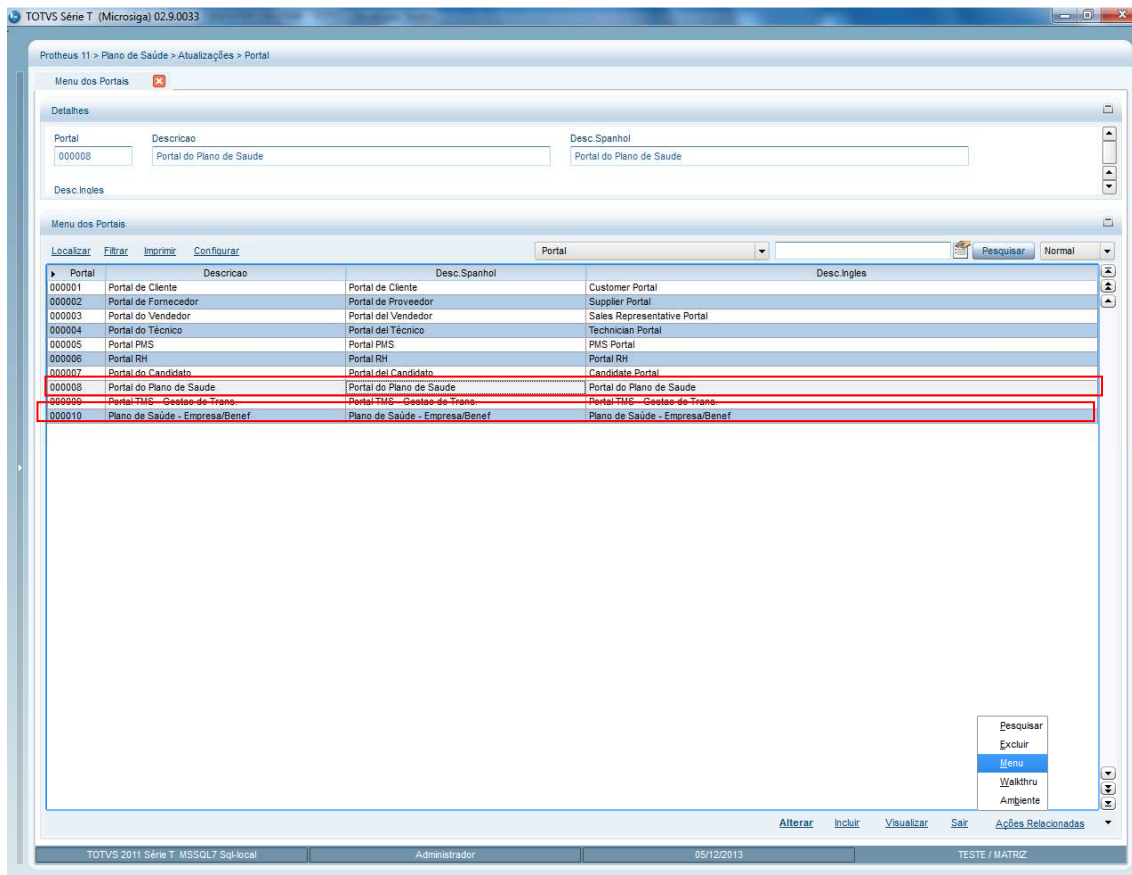 TOTVS Série T (Microsiga) 02.9.0033
Protheus 11 > Plano de Saúde > Atualizações > Portal
Menu dos Portais
Detalhes
Portal Descricao Desc.Spanhol
000008 Portal do Plano de Saude Portal do Plano de Saude
Desc.Ingles
Menu dos Portais
Localizar Filtrar Imprimir Configurar Portal Pesquisar Normal
Portal Descricao Desc.Spanhol Desc.Ingles
000001 Portal de Cliente Portal de Cliente Customer Portal
000002 Portal de Fornecedor Portal de Proveedor Supplier Portal
000003 Portal do Vendedor Portal del Vendedor Sales Representative Portal
000004 Portal do Técnico Portal del Técnico Technician Portal
000005 Portal PMS Portal PMS PMS Portal
000006 Portal RH Portal RH Portal RH
000007 Portal do Candidato Portal del Candidato Candidate Portal
000008 Portal do Plano de Saude Portal do Plano de Saude Portal do Plano de Saude
000009 Portal TMS - Gestao de Trans. Portal TMS - Gestao de Trans. Portal TMS - Gestao de Trans.
000010 Plano de Saúde - Empresa/Benef Plano de Saúde - Empresa/Benef Plano de Saúde - Empresa/Benef
Pesquisar
Excluir
Menu
Walkthru
Ambiente
Alterar Incluir Visualizar Sair Ações Relacionadas
TOTVS 2011 Série T MSSQL7 Sql-local Administrador 05/12/2013 TESTE / MATRIZ